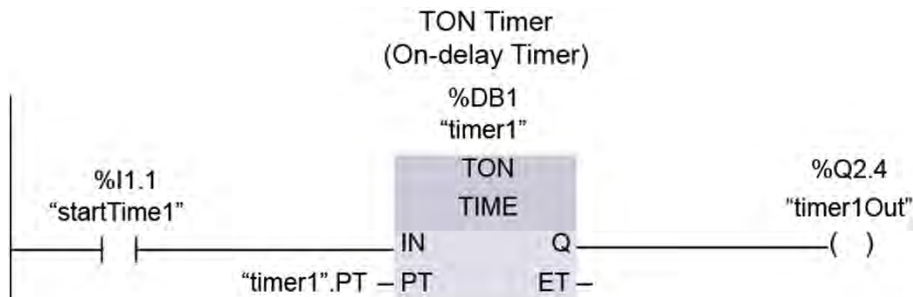 TON Timer
(On-delay Timer)
%DB1
“timer1”
TON
TIME
%I1.1
“startTime1”
%Q2.4
“timer1Out”
IN
Q
( )
“timer1”.PT
PT
ET